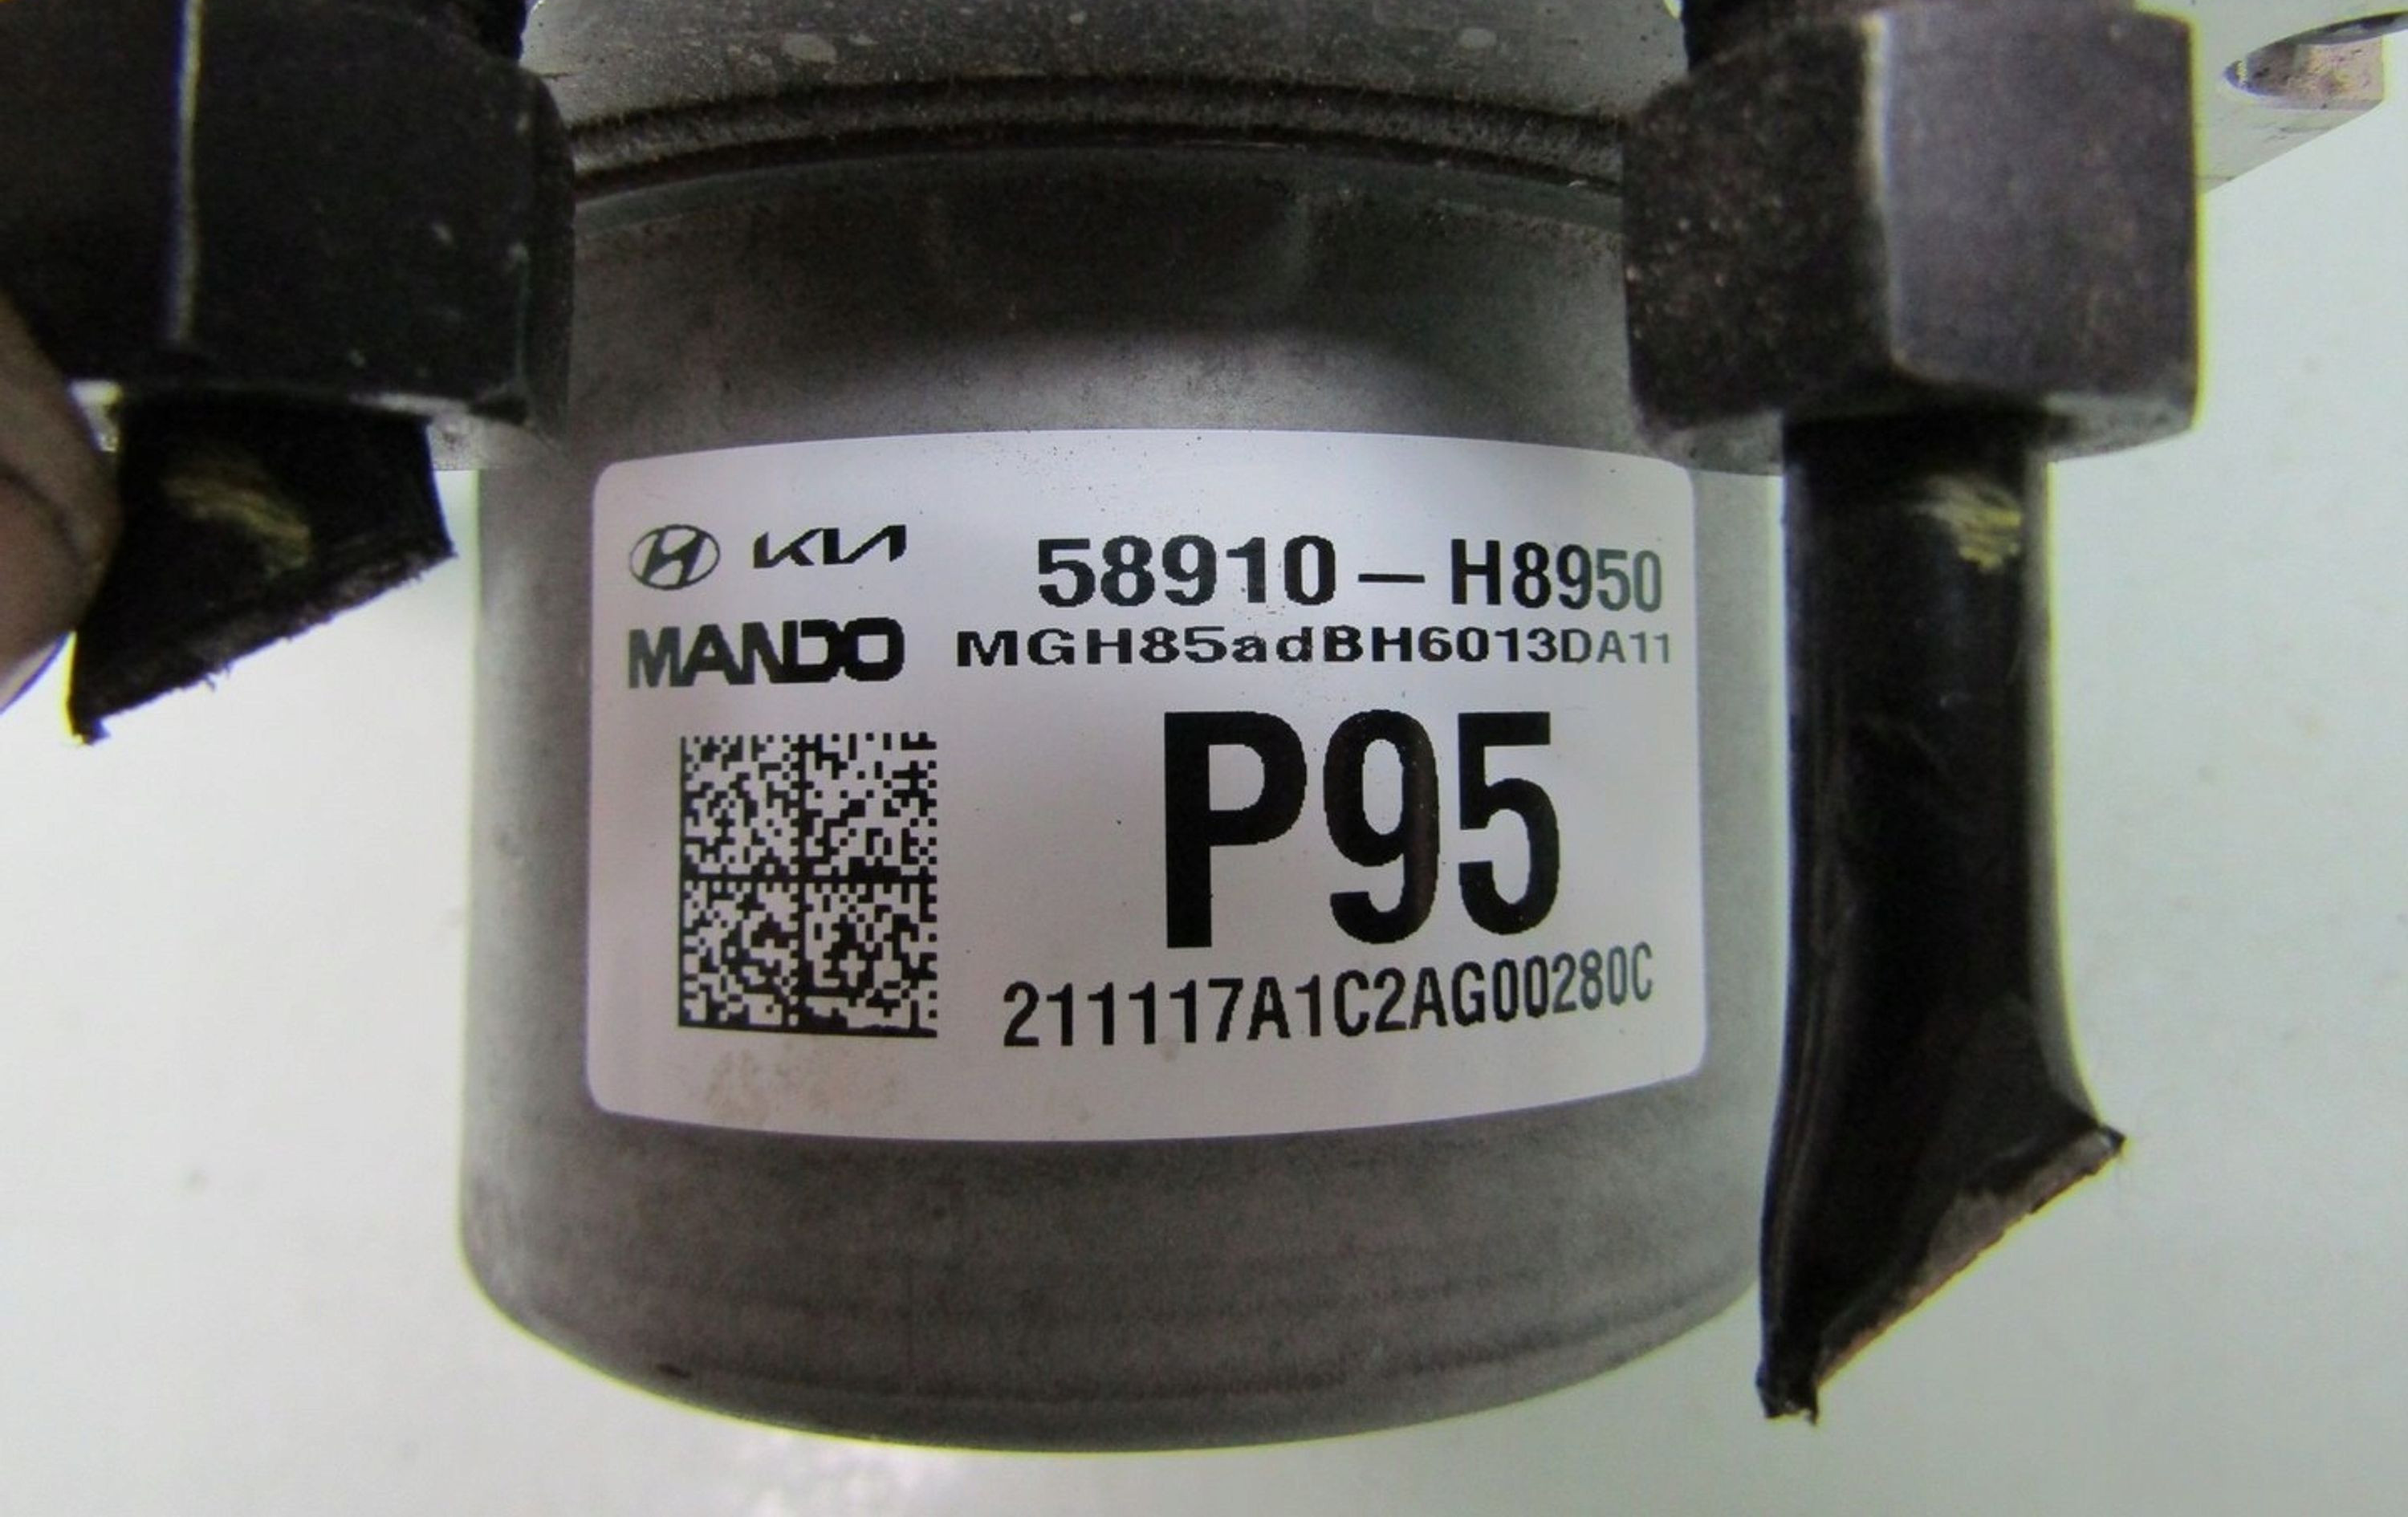 KIA 58910-H8950
MANDO MGH85adBH6013DA11
P95
211117A1C2AG00280C